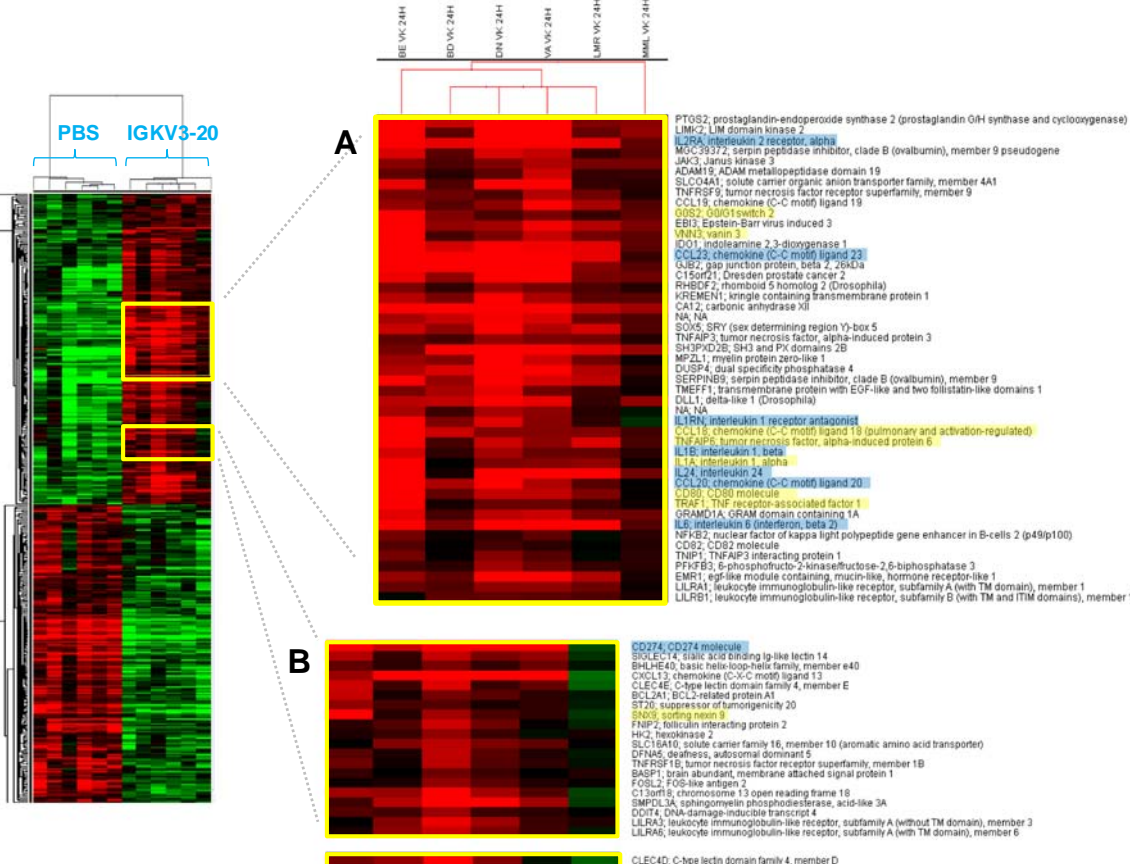 BE VK 24H
BD VK 24H
DN VK 24H
VA VK 24H
LMR VK 24H
MML VK 24H
PBS
IGKV3-20
A
PTGS2; prostaglandin-endoperoxide synthase 2 (prostaglandin G/H synthase and cyclooxygenase)
LIMK2; LIM domain kinase 2
IL2RA; interleukin 2 receptor, alpha
MGC39372; serpin peptidase inhibitor, clade B (ovalbumin), member 9 pseudogene
JAK3; Janus kinase 3
ADAM19; ADAM metallopeptidase domain 19
SLCO4A1; solute carrier organic anion transporter family, member 4A1
TNFRSF9; tumor necrosis factor receptor superfamily, member 9
CCL19; chemokine (C-C motif) ligand 19
G0S2; G0/G1switch 2
EBI3; Epstein-Barr virus induced 3
VNN3; vanin 3
IDO1; indoleamine 2,3-dioxygenase 1
CCL23; chemokine (C-C motif) ligand 23
GJB2; gap junction protein, beta 2, 26kDa
C15orf21; Dresden prostate cancer 2
RHBDF2; rhomboid 5 homolog 2 (Drosophila)
KREMEN1; kringle containing transmembrane protein 1
CA12; carbonic anhydrase XII
NA; NA
SOX5; SRY (sex determining region Y)-box 5
TNFAIP3; tumor necrosis factor, alpha-induced protein 3
SH3PXD2B; SH3 and PX domains 2B
MPZL1; myelin protein zero-like 1
DUSP4; dual specificity phosphatase 4
SERPINB9; serpin peptidase inhibitor, clade B (ovalbumin), member 9
TMEFF1; transmembrane protein with EGF-like and two follistatin-like domains 1
DLL1; delta-like 1 (Drosophila)
NA; NA
IL1RN; interleukin 1 receptor antagonist
CCL18; chemokine (C-C motif) ligand 18 (pulmonary and activation-regulated)
TNFAIP6; tumor necrosis factor, alpha-induced protein 6
IL1B; interleukin 1, beta
IL1A; interleukin 1, alpha
IL24; interleukin 24
CCL20; chemokine (C-C motif) ligand 20
CD80; CD80 molecule
TRAF1; TNF receptor-associated factor 1
GRAMD1A; GRAM domain containing 1A
IL6; interleukin 6 (interferon, beta 2)
NFKB2; nuclear factor of kappa light polypeptide gene enhancer in B-cells 2 (p49/p100)
CD82; CD82 molecule
TNIP1; TNFAIP3 interacting protein 1
PFKFB3; 6-phosphofructo-2-kinase/fructose-2,6-biphosphatase 3
EMR1; egf-like module containing, mucin-like, hormone receptor-like 1
LILRA1; leukocyte immunoglobulin-like receptor, subfamily A (with TM domain), member 1
LILRB1; leukocyte immunoglobulin-like receptor, subfamily B (with TM and ITIM domains), member
B
CD274; CD274 molecule
SIGLEC14; sialic acid binding Ig-like lectin 14
BHLHE40; basic helix-loop-helix family, member e40
CXCL13; chemokine (C-X-C motif) ligand 13
CLEC4E; C-type lectin domain family 4, member E
BCL2A1; BCL2-related protein A1
ST20; suppressor of tumorigenicity 20
SNX9; sorting nexin 9
FNIP2; folliculin interacting protein 2
HK2; hexokinase 2
SLC16A10; solute carrier family 16, member 10 (aromatic amino acid transporter)
DFNA5; deafness, autosomal dominant 5
TNFRSF1B; tumor necrosis factor receptor superfamily, member 1B
BASP1; brain abundant, membrane attached signal protein 1
FOSL2; FOS-like antigen 2
C13orf18; chromosome 13 open reading frame 18
SMPDL3A; sphingomyelin phosphodiesterase, acid-like 3A
DDIT4; DNA-damage-inducible transcript 4
LILRA3; leukocyte immunoglobulin-like receptor, subfamily A (without TM domain), member 3
LILRA6; leukocyte immunoglobulin-like receptor, subfamily A (with TM domain), member 6
CLEC4D; C-type lectin domain family 4, member D